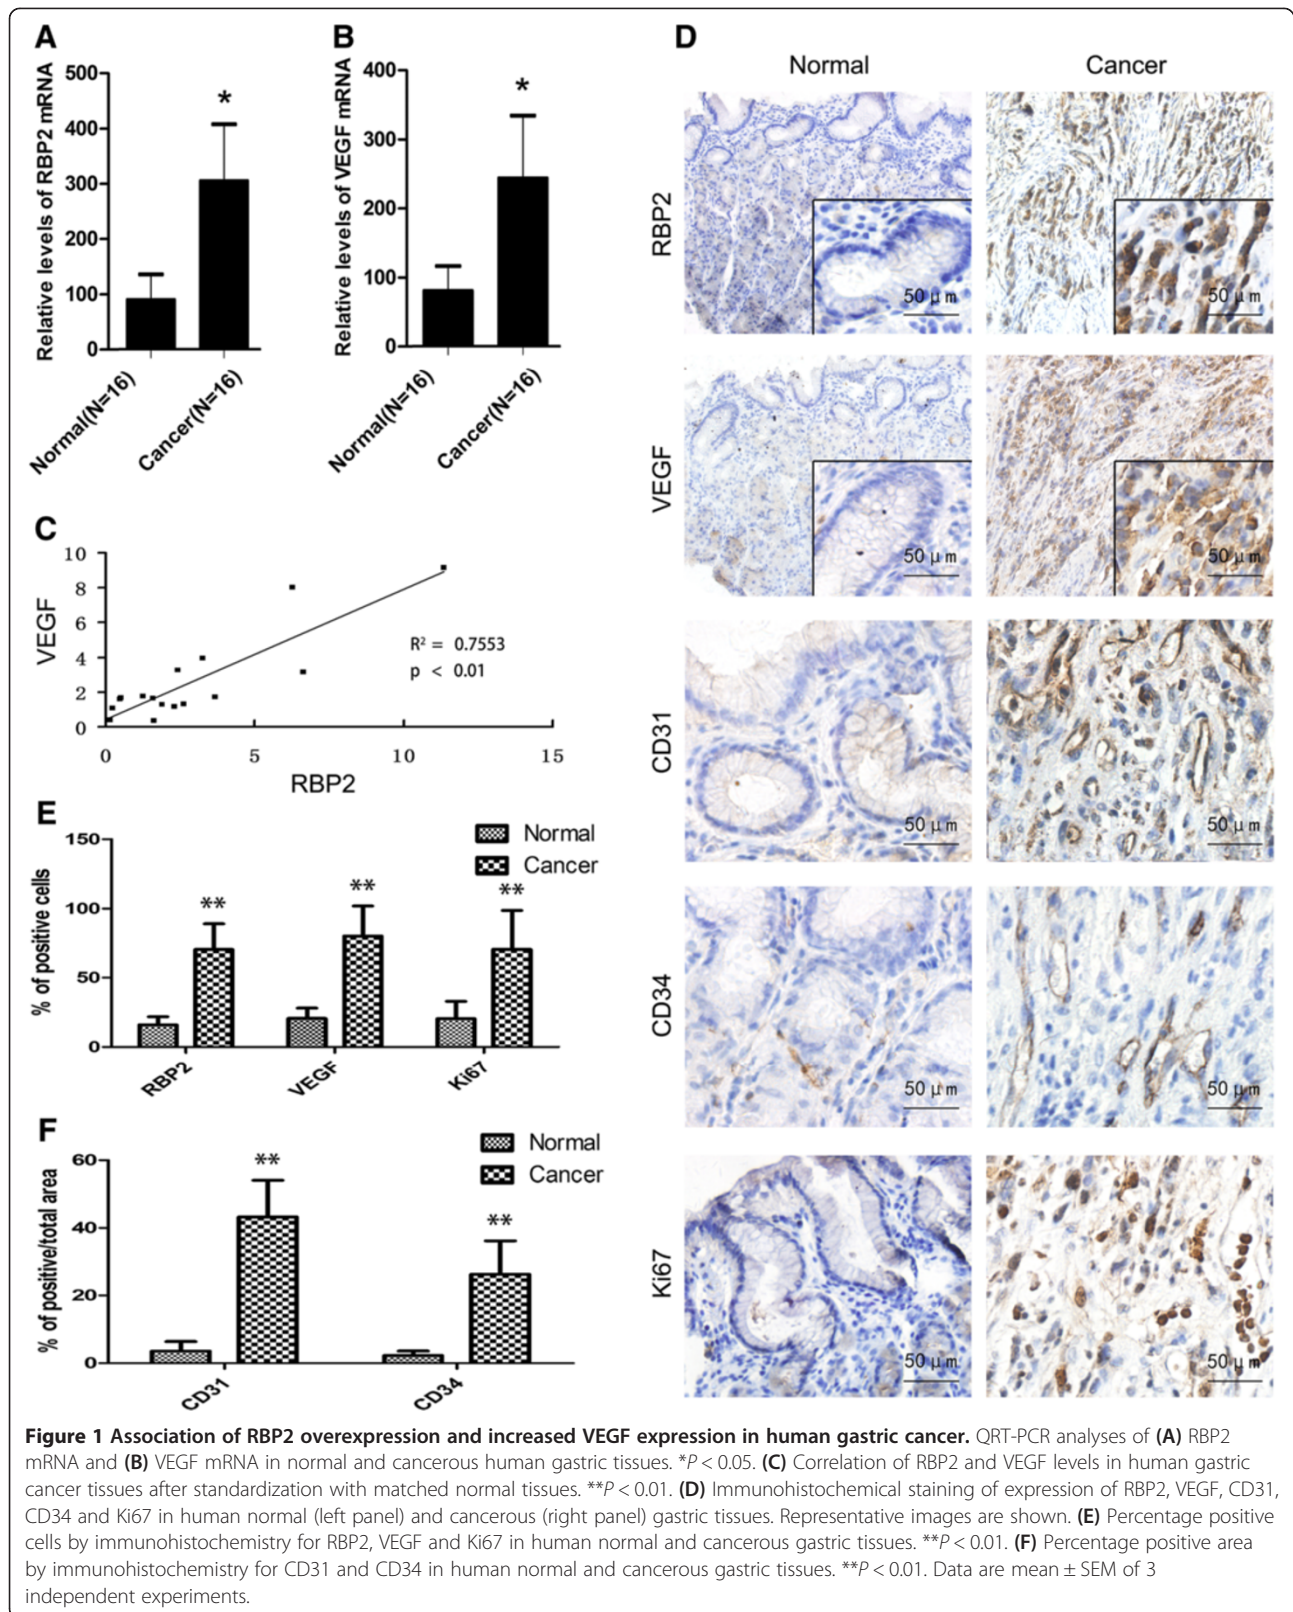 A
Relative levels of RBP2 mRNA
500
400
300
200
100
0
*
Normal(N=16)
Cancer(N=16)
B
Relative levels of VEGF mRNA
400
300
200
100
0
*
Normal(N=16)
Cancer(N=16)
C
VEGF
10
8
6
4
2
0
R² = 0.7553
p < 0.01
0
5
10
15
RBP2
D
Normal
Cancer
RBP2
50 μm
50 μm
VEGF
50 μm
50 μm
CD31
50 μm
50 μm
CD34
50 μm
50 μm
Ki67
50 μm
50 μm
E
% of positive cells
150
100
50
0
Normal
Cancer
**
**
**
RBP2
VEGF
Ki67
F
% of positive/total area
60
40
20
0
Normal
Cancer
**
**
CD31
CD34
Figure 1 Association of RBP2 overexpression and increased VEGF expression in human gastric cancer. QRT-PCR analyses of (A) RBP2
mRNA and (B) VEGF mRNA in normal and cancerous human gastric tissues. *P < 0.05. (C) Correlation of RBP2 and VEGF levels in human gastric
cancer tissues after standardization with matched normal tissues. **P < 0.01. (D) Immunohistochemical staining of expression of RBP2, VEGF, CD31,
CD34 and Ki67 in human normal (left panel) and cancerous (right panel) gastric tissues. Representative images are shown. (E) Percentage positive
cells by immunohistochemistry for RBP2, VEGF and Ki67 in human normal and cancerous gastric tissues. **P < 0.01. (F) Percentage positive area
by immunohistochemistry for CD31 and CD34 in human normal and cancerous gastric tissues. **P < 0.01. Data are mean ± SEM of 3
independent experiments.